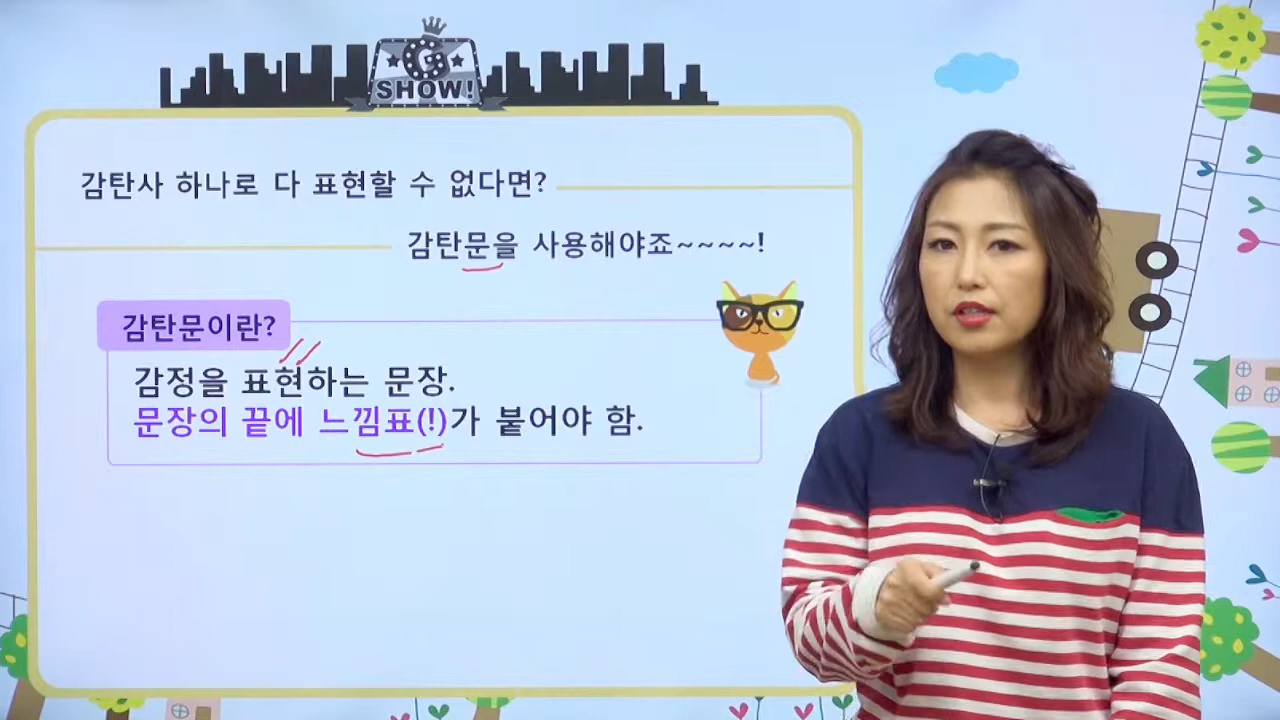 G
SHOW!
감탄사 하나로 다 표현할 수 없다면?
감탄문을 사용해야죠~~~~!
감탄문이란?
감정을 표현하는 문장.
문장의 끝에 느낌표(!)가 붙어야 함.